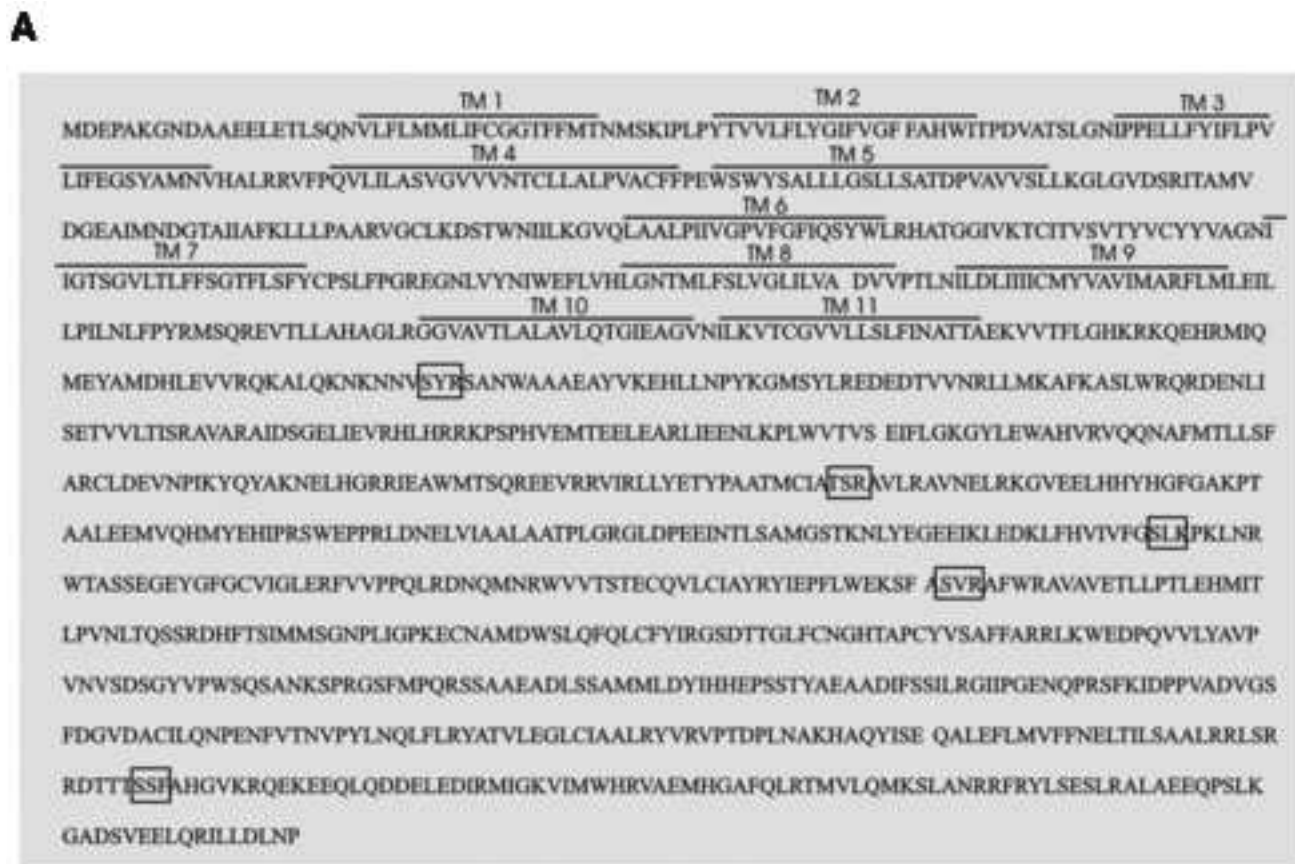 A
TM 1 TM 2 TM 3
MDEPAKGNDAAEELETLSQNVLFLMMLIFCGGTFFMTNMSKIPLPYTVVLFLYGIFVGF FAHWITPDVATSLGNIPPELLFYIFLPV
TM 4 TM 5
LIFEGSYAMNVHALRRVFPQVLILASVGVVVNTCLLALPVACFFPEWSWYSALLLGSLLSATDPVAVVSLLKGLGVDSRITAMV
TM 6
DGEAIMNDGTAIIAFKLLLPAARVGCLKDSTWNIILKGVQLAALPIIVGPVFGFIQSYWLRHATGGIVKTCITVSVTYVCYYVAGNI
TM 7 TM 8 TM 9
IGTSGVLTLFFSGTFLSFYCPSLFPGREGNLVYNIWEFLVHLGNTMLFSLVGLILVA DVVPTLNILDLIIIICMYVAVIMARFLMLEIL
TM 10 TM 11
LPILNLFPYRMSQREVTLLAHAGLRGGVAVTLALAVLQTGIEAGVNILKVTCGVVLLSLFINATTAEKVVTFLGHKRKQEHRMIQ
MEYAMDHLEVVRQKALQKNKNNVSYRSANWAAAEAYVKEHLLNPYKGMSYLREDEDTVVNRLLMKAFKASLWRQRDENLI
SETVVLTISRAVARAIDSGELIEVRHLHRRKPSPHVEMTEELEARLIEENLKPLWVTVS EIFLGKGYLEWAHVRVQQNAFMTLLSF
ARCLDEVNPIKYQYAKNELHGRRIEAWMTSQREEVRRVIRLLYETYPAATMCIATSRAVLRAVNELRKGVEELHHYHGFGAKPT
AALEEMVQHMYEHIPRSWEPPRLDNELVIAALAATPLGRGLDPEEINTLSAMGSTKNLYEGEEIKLEDKLFHVIVFGSLKPKLNR
WTASSEGEYGFGCVIGLERFVVPPQLRDNQMNRWVVTSTECQVLCIAYRYIEPFLWEKSF ASVRAFWRAVAVETLLPTLEHMIT
LPVNLTQSSRDHFTSIMMSGNPLIGPKECNAMDWSLQFQLCFYIRGSDTTGLFCNGHTAPCYVSAFFARRLKWEDPQVVLYAVP
VNVSDSGYVPWSQSANKSPRGSFMPQRSSAAEADLSSAMMLDYIHHEPSSTYAEAADIFSSILRGIIPGENQPRSFKIDPPVADVGS
FDGVDACILQNPENFVTNVPYLNQLFLRYATVLEGLCIAALRYVRVPTDPLNAKHAQYISE QALEFLMVFFNELTILSAALRRLSR
RDTTTSSFAHGVKRQEKEEQLQDDELEDIRMIGKVIMWHRVAEMHGAFQLRTMVLQMKSLANRRFRYLSESLRALAEEQPSLK
GADSVEELQRILLDLNP